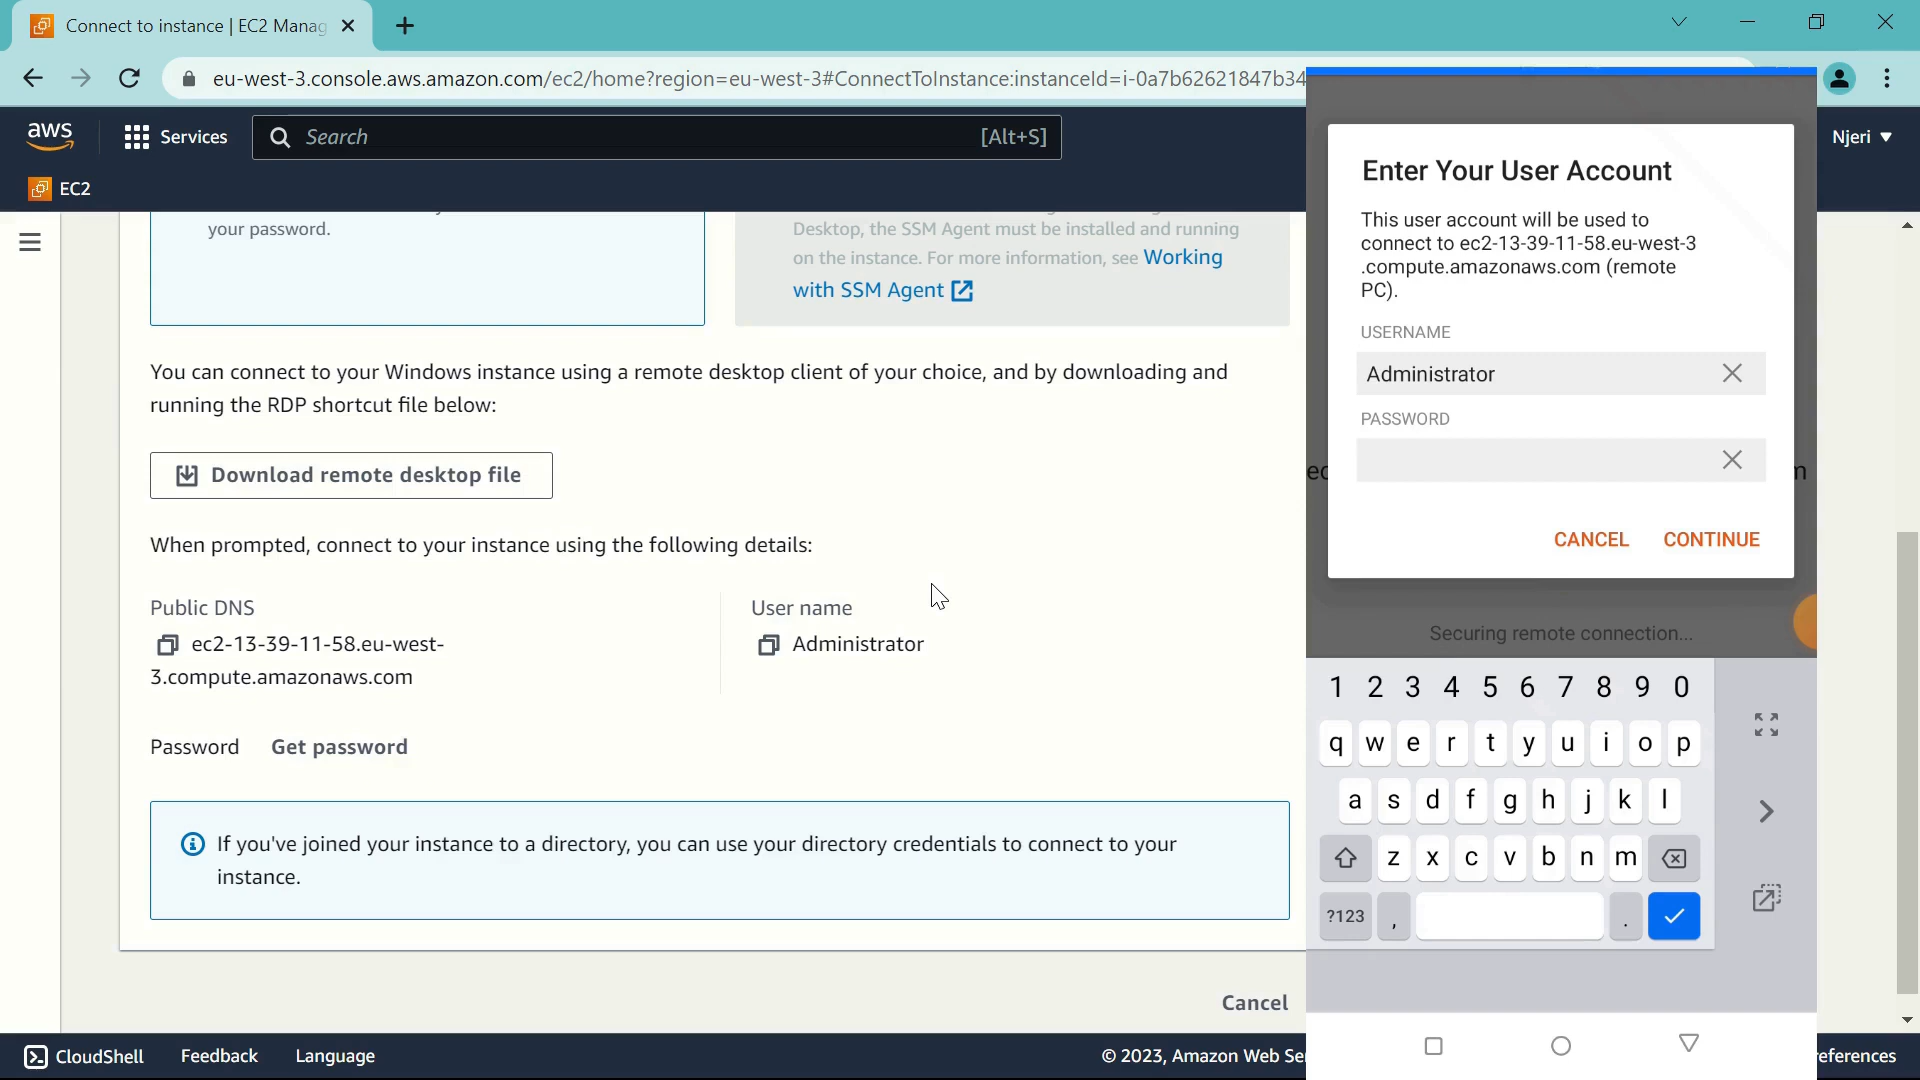 Connect to instance | EC2 Manag
eu-west-3.console.aws.amazon.com/ec2/home?region=eu-west-3#ConnectToInstance:instanceId=i-0a7b62621847b34
aws
Services
Search
[Alt+S]
Njeri
EC2
your password.
Desktop, the SSM Agent must be installed and running
on the instance. For more information, see Working
with SSM Agent
You can connect to your Windows instance using a remote desktop client of your choice, and by downloading and
running the RDP shortcut file below:
Download remote desktop file
When prompted, connect to your instance using the following details:
Public DNS
ec2-13-39-11-58.eu-west-
3.compute.amazonaws.com
User name
Administrator
Password Get password
If you've joined your instance to a directory, you can use your directory credentials to connect to your
instance.
Cancel
CloudShell Feedback Language
© 2023, Amazon Web Se
eferences
Enter Your User Account
This user account will be used to
connect to ec2-13-39-11-58.eu-west-3
.compute.amazonaws.com (remote
PC).
USERNAME
Administrator
PASSWORD
CANCEL CONTINUE
Securing remote connection...
1 2 3 4 5 6 7 8 9 0
q w e r t y u i o p
a s d f g h j k l
z x c v b n m
?123 , .